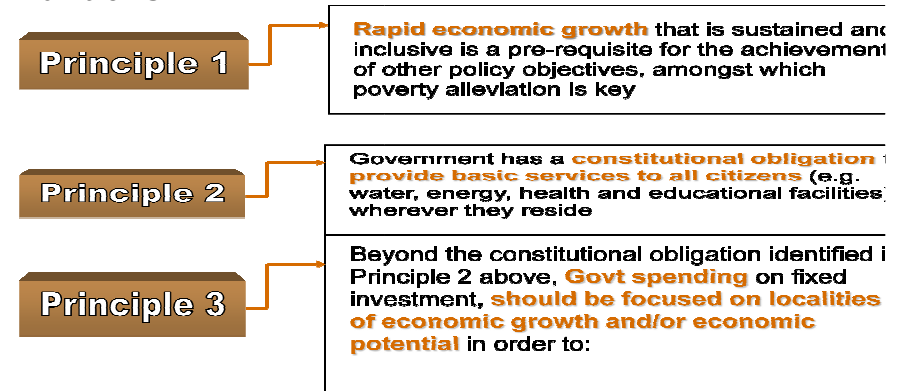 Principle 1
Rapid economic growth that is sustained and
inclusive is a pre-requisite for the achievement
of other policy objectives, amongst which
poverty alleviation is key
Principle 2
Government has a constitutional obligation t
provide basic services to all citizens (e.g.
water, energy, health and educational facilities)
wherever they reside
Principle 3
Beyond the constitutional obligation identified i
Principle 2 above, Govt spending on fixed
investment, should be focused on localities
of economic growth and/or economic
potential in order to: